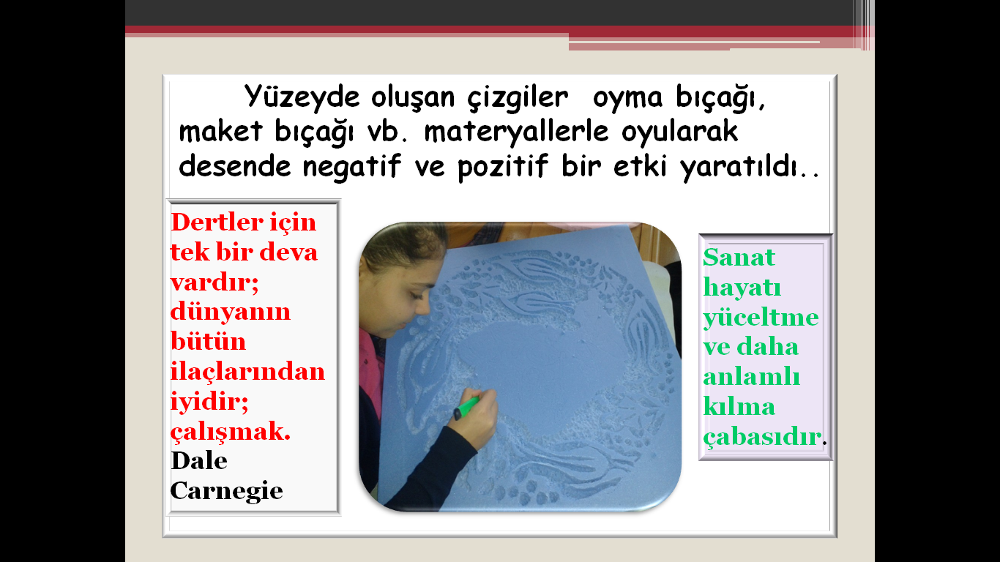 Yüzeyde oluşan çizgiler oyma bıçağı,
maket bıçağı vb. materyallerle oyularak
desende negatif ve pozitif bir etki yaratıldı..
Dertler için
tek bir deva
vardır;
dünyanın
bütün
ilaçlarından
iyidir;
çalışmak.
Dale
Carnegie
Sanat
hayatı
yüceltme
ve daha
anlamlı
kılma
çabasıdır.